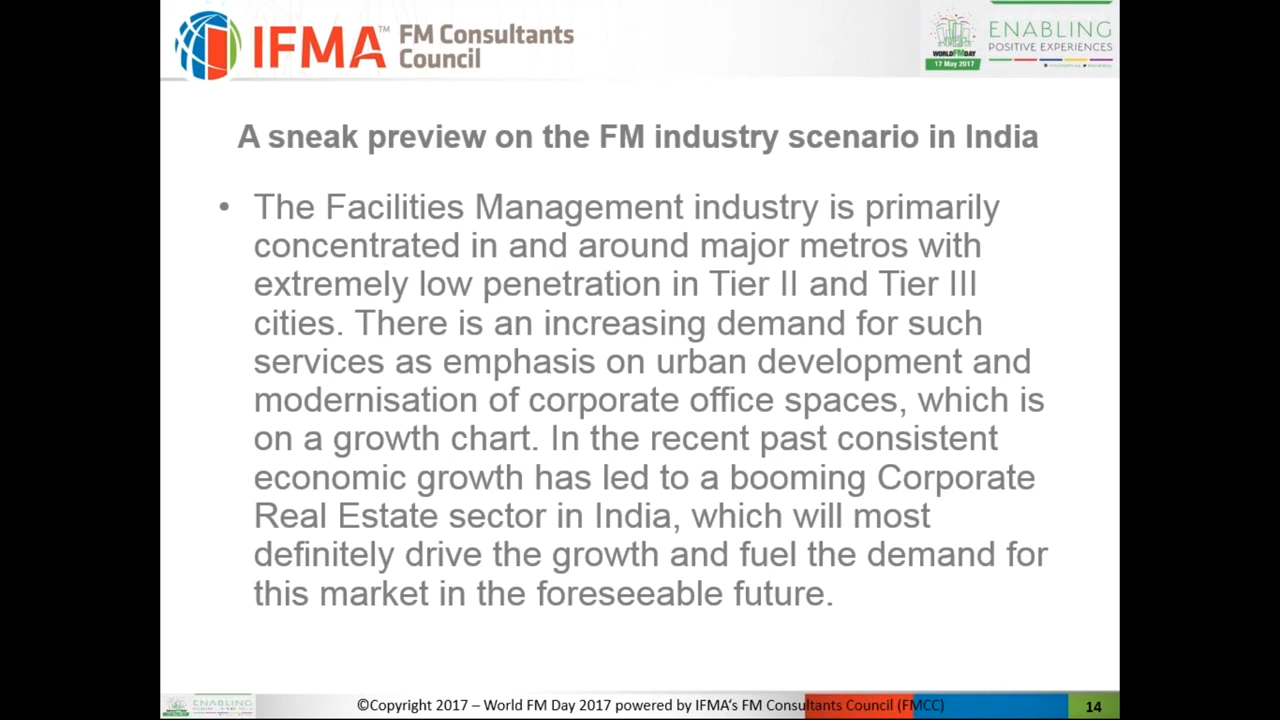 IFMA™ FM Consultants Council
WORLD FM DAY
17 May 2017
ENABLING
POSITIVE EXPERIENCES
A sneak preview on the FM industry scenario in India
• The Facilities Management industry is primarily
concentrated in and around major metros with
extremely low penetration in Tier II and Tier III
cities. There is an increasing demand for such
services as emphasis on urban development and
modernisation of corporate office spaces, which is
on a growth chart. In the recent past consistent
economic growth has led to a booming Corporate
Real Estate sector in India, which will most
definitely drive the growth and fuel the demand for
this market in the foreseeable future.
ENABLING
©Copyright 2017 – World FM Day 2017 powered by IFMA‘s FM Consultants Council (FMCC)
14